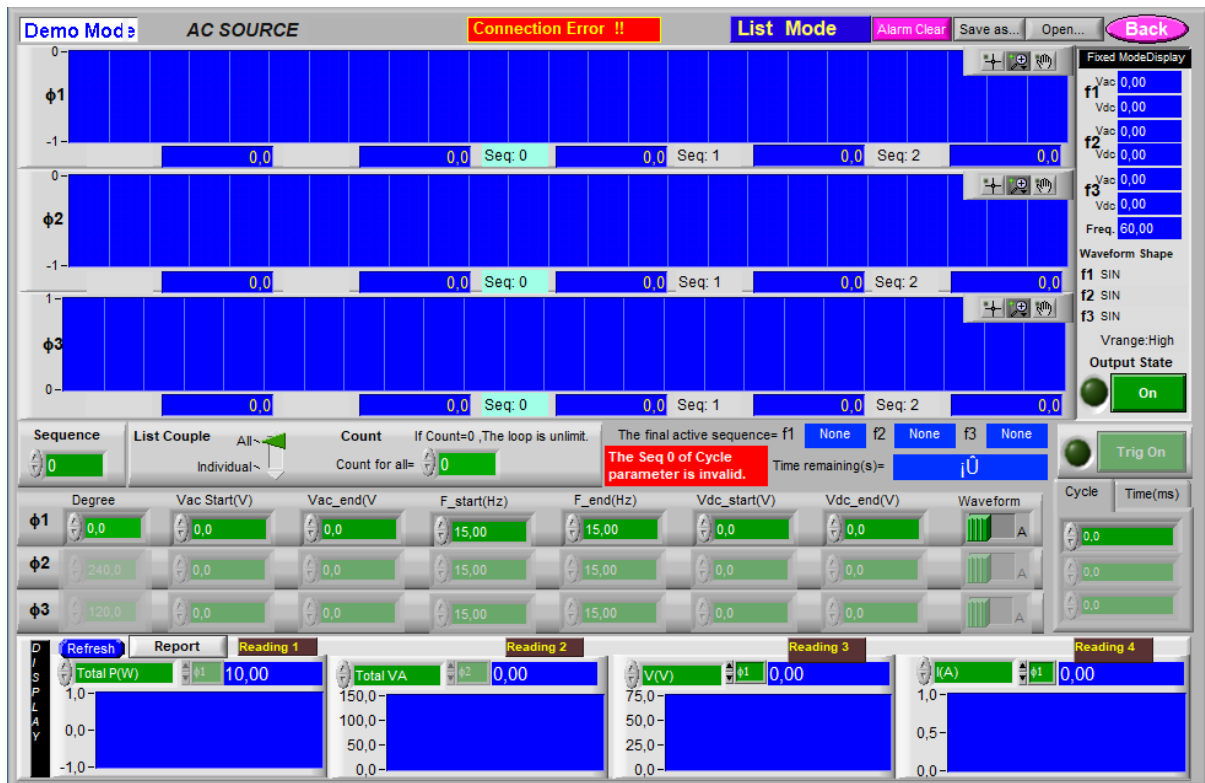 Demo Mode AC SOURCE Connection Error !! List Mode Alarm Clear Save as... Open... Back
0
ϕ1
-1
0,0 0,0 Seq: 0 0,0 Seq: 1 0,0 Seq: 2 0,0
0
ϕ2
-1
0,0 0,0 Seq: 0 0,0 Seq: 1 0,0 Seq: 2 0,0
1
ϕ3
0
0,0 0,0 Seq: 0 0,0 Seq: 1 0,0 Seq: 2 0,0
Fixed ModeDisplay
f1 Vac 0,00
Vdc 0,00
f2 Vac 0,00
Vdc 0,00
f3 Vac 0,00
Vdc 0,00
Freq. 60,00
Waveform Shape
f1 SIN
f2 SIN
f3 SIN
Vrange:High
Output State
On
Sequence
0
List Couple All
Individual
Count If Count=0 ,The loop is unlimit.
Count for all= 0
The final active sequence= f1 None f2 None f3 None
The Seq 0 of Cycle
parameter is invalid.
Time remaining(s)= ¡Û
Trig On
Degree Vac Start(V) Vac_end(V F_start(Hz) F_end(Hz) Vdc_start(V) Vdc_end(V) Waveform
ϕ1 0,0 0,0 0,0 15,00 15,00 0,0 0,0 A
ϕ2 240,0 0,0 0,0 15,00 15,00 0,0 0,0 A
ϕ3 120,0 0,0 0,0 15,00 15,00 0,0 0,0 A
Cycle Time(ms)
0,0
0,0
0,0
DISPLAY
Refresh Report Reading 1
Total P(W) ϕ1 10,00
1,0
0,0
-1,0
Reading 2
Total VA ϕ2 0,00
150,0
100,0
50,0
0,0
Reading 3
V(V) ϕ1 0,00
75,0
50,0
25,0
0,0
Reading 4
I(A) ϕ1 0,00
1,0
0,5
0,0